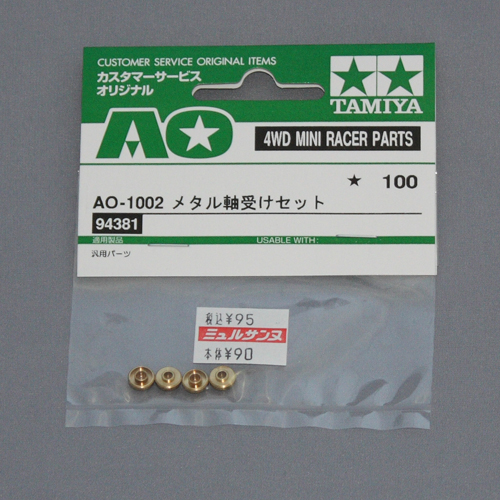 CUSTOMER SERVICE ORIGINAL ITEMS
カスタマーサービス
オリジナル
TAMIYA
AO
4WD MINI RACER PARTS
★ 100
AO-1002 メタル軸受けセット
94381
適用製品 USABLE WITH:
汎用パーツ
税込¥95
ミュルサンヌ
本体¥90